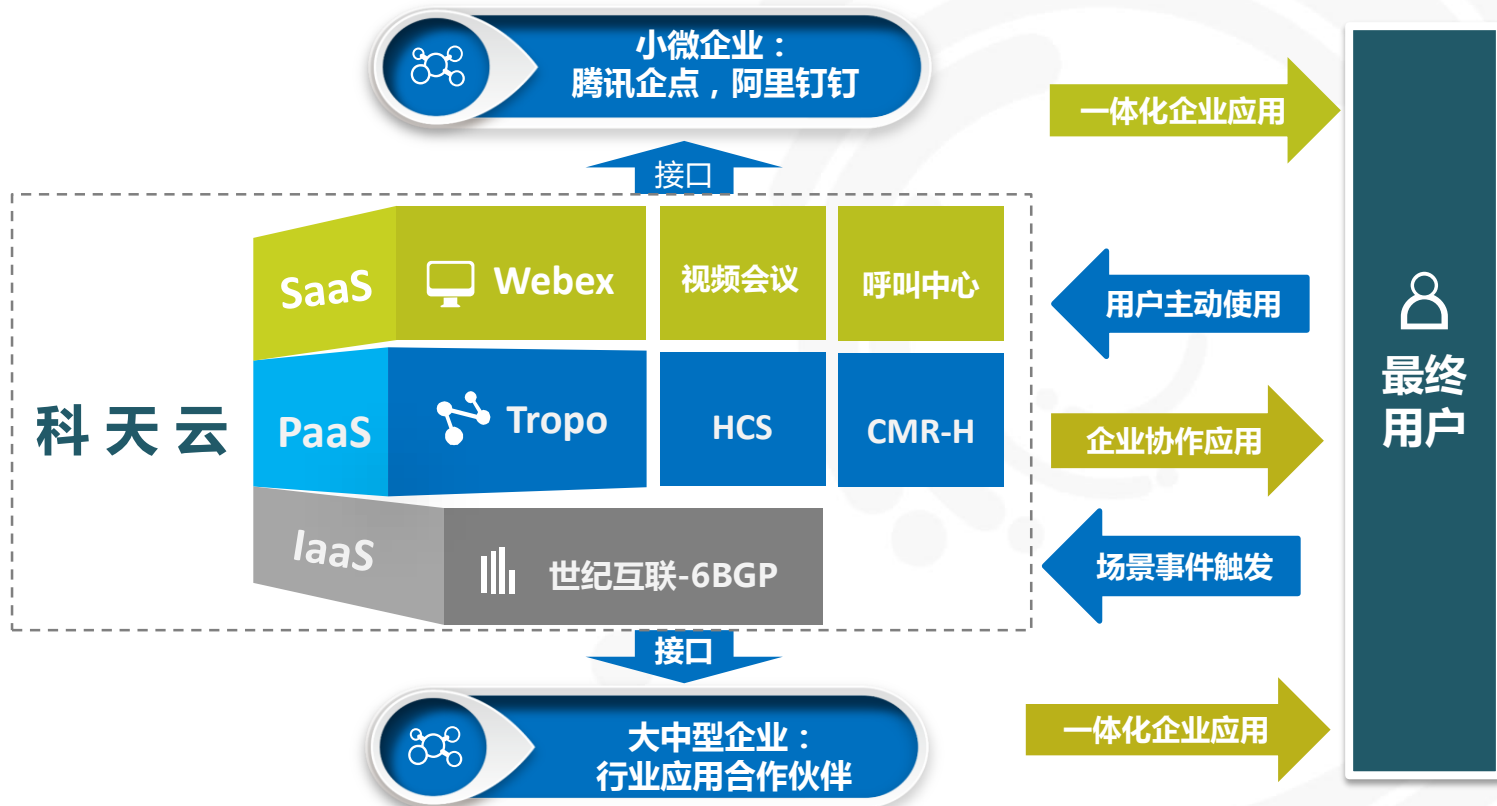 小微企业：
腾讯企点，阿里钉钉
一体化企业应用
接口
SaaS
Webex
视频会议
呼叫中心
用户主动使用
科天云
PaaS
Tropo
HCS
CMR-H
企业协作应用
最终
用户
IaaS
世纪互联-6BGP
场景事件触发
接口
大中型企业：
行业应用合作伙伴
一体化企业应用